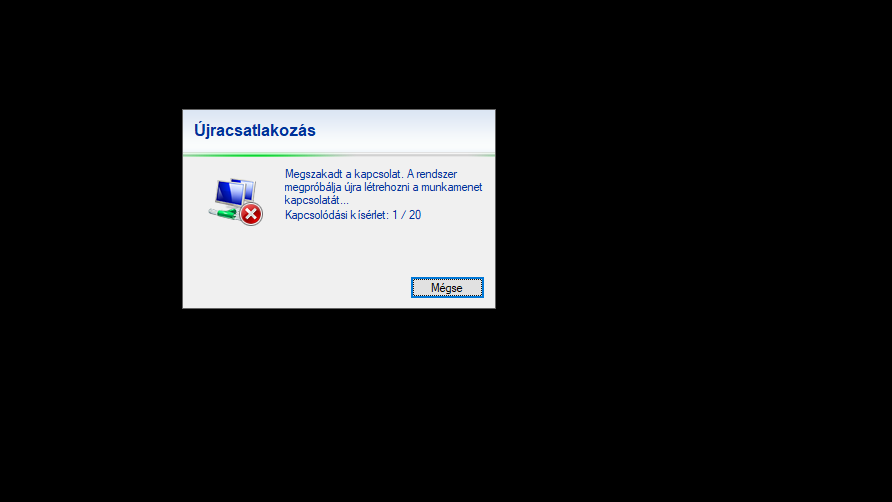 Újracsatlakozás
Megszakadt a kapcsolat. A rendszer
megpróbálja újra létrehozni a munkamenet
kapcsolatát...
Kapcsolódási kísérlet: 1 / 20
Mégse